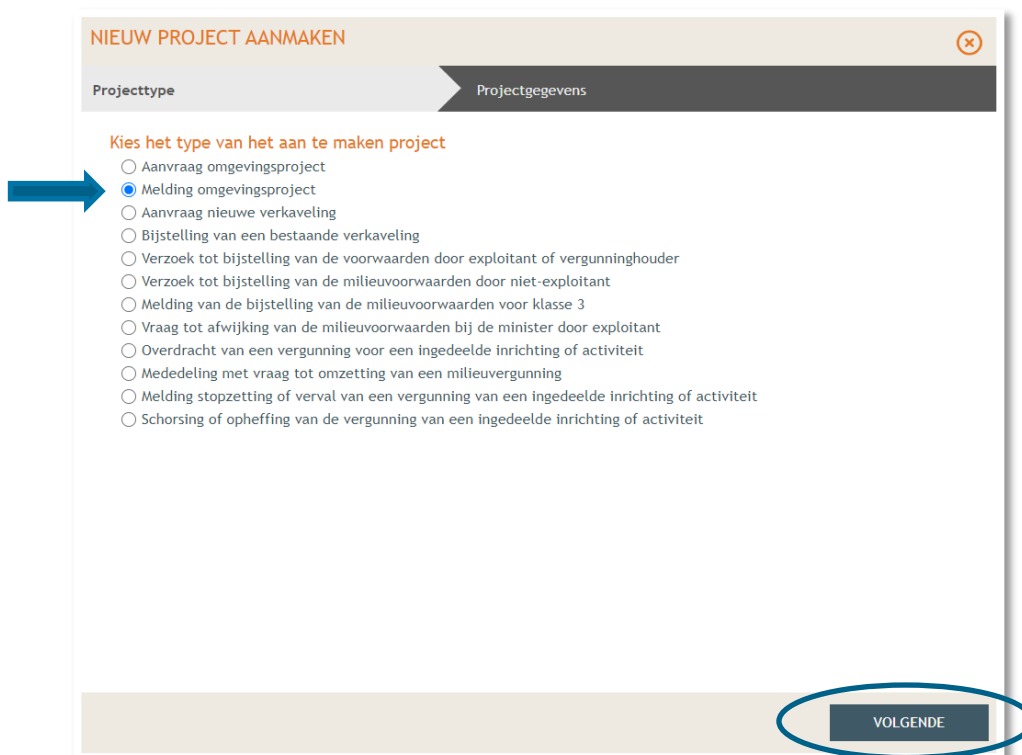 NIEUW PROJECT AANMAKEN
Projecttype
Projectgegevens
Kies het type van het aan te maken project
Aanvraag omgevingsproject
Melding omgevingsproject
Aanvraag nieuwe verkaveling
Bijstelling van een bestaande verkaveling
Verzoek tot bijstelling van de voorwaarden door exploitant of vergunninghouder
Verzoek tot bijstelling van de milieuvoorwaarden door niet-exploitant
Melding van de bijstelling van de milieuvoorwaarden voor klasse 3
Vraag tot afwijking van de milieuvoorwaarden bij de minister door exploitant
Overdracht van een vergunning voor een ingedeelde inrichting of activiteit
Mededeling met vraag tot omzetting van een milieuvergunning
Melding stopzetting of verval van een vergunning van een ingedeelde inrichting of activiteit
Schorsing of opheffing van de vergunning van een ingedeelde inrichting of activiteit
VOLGENDE